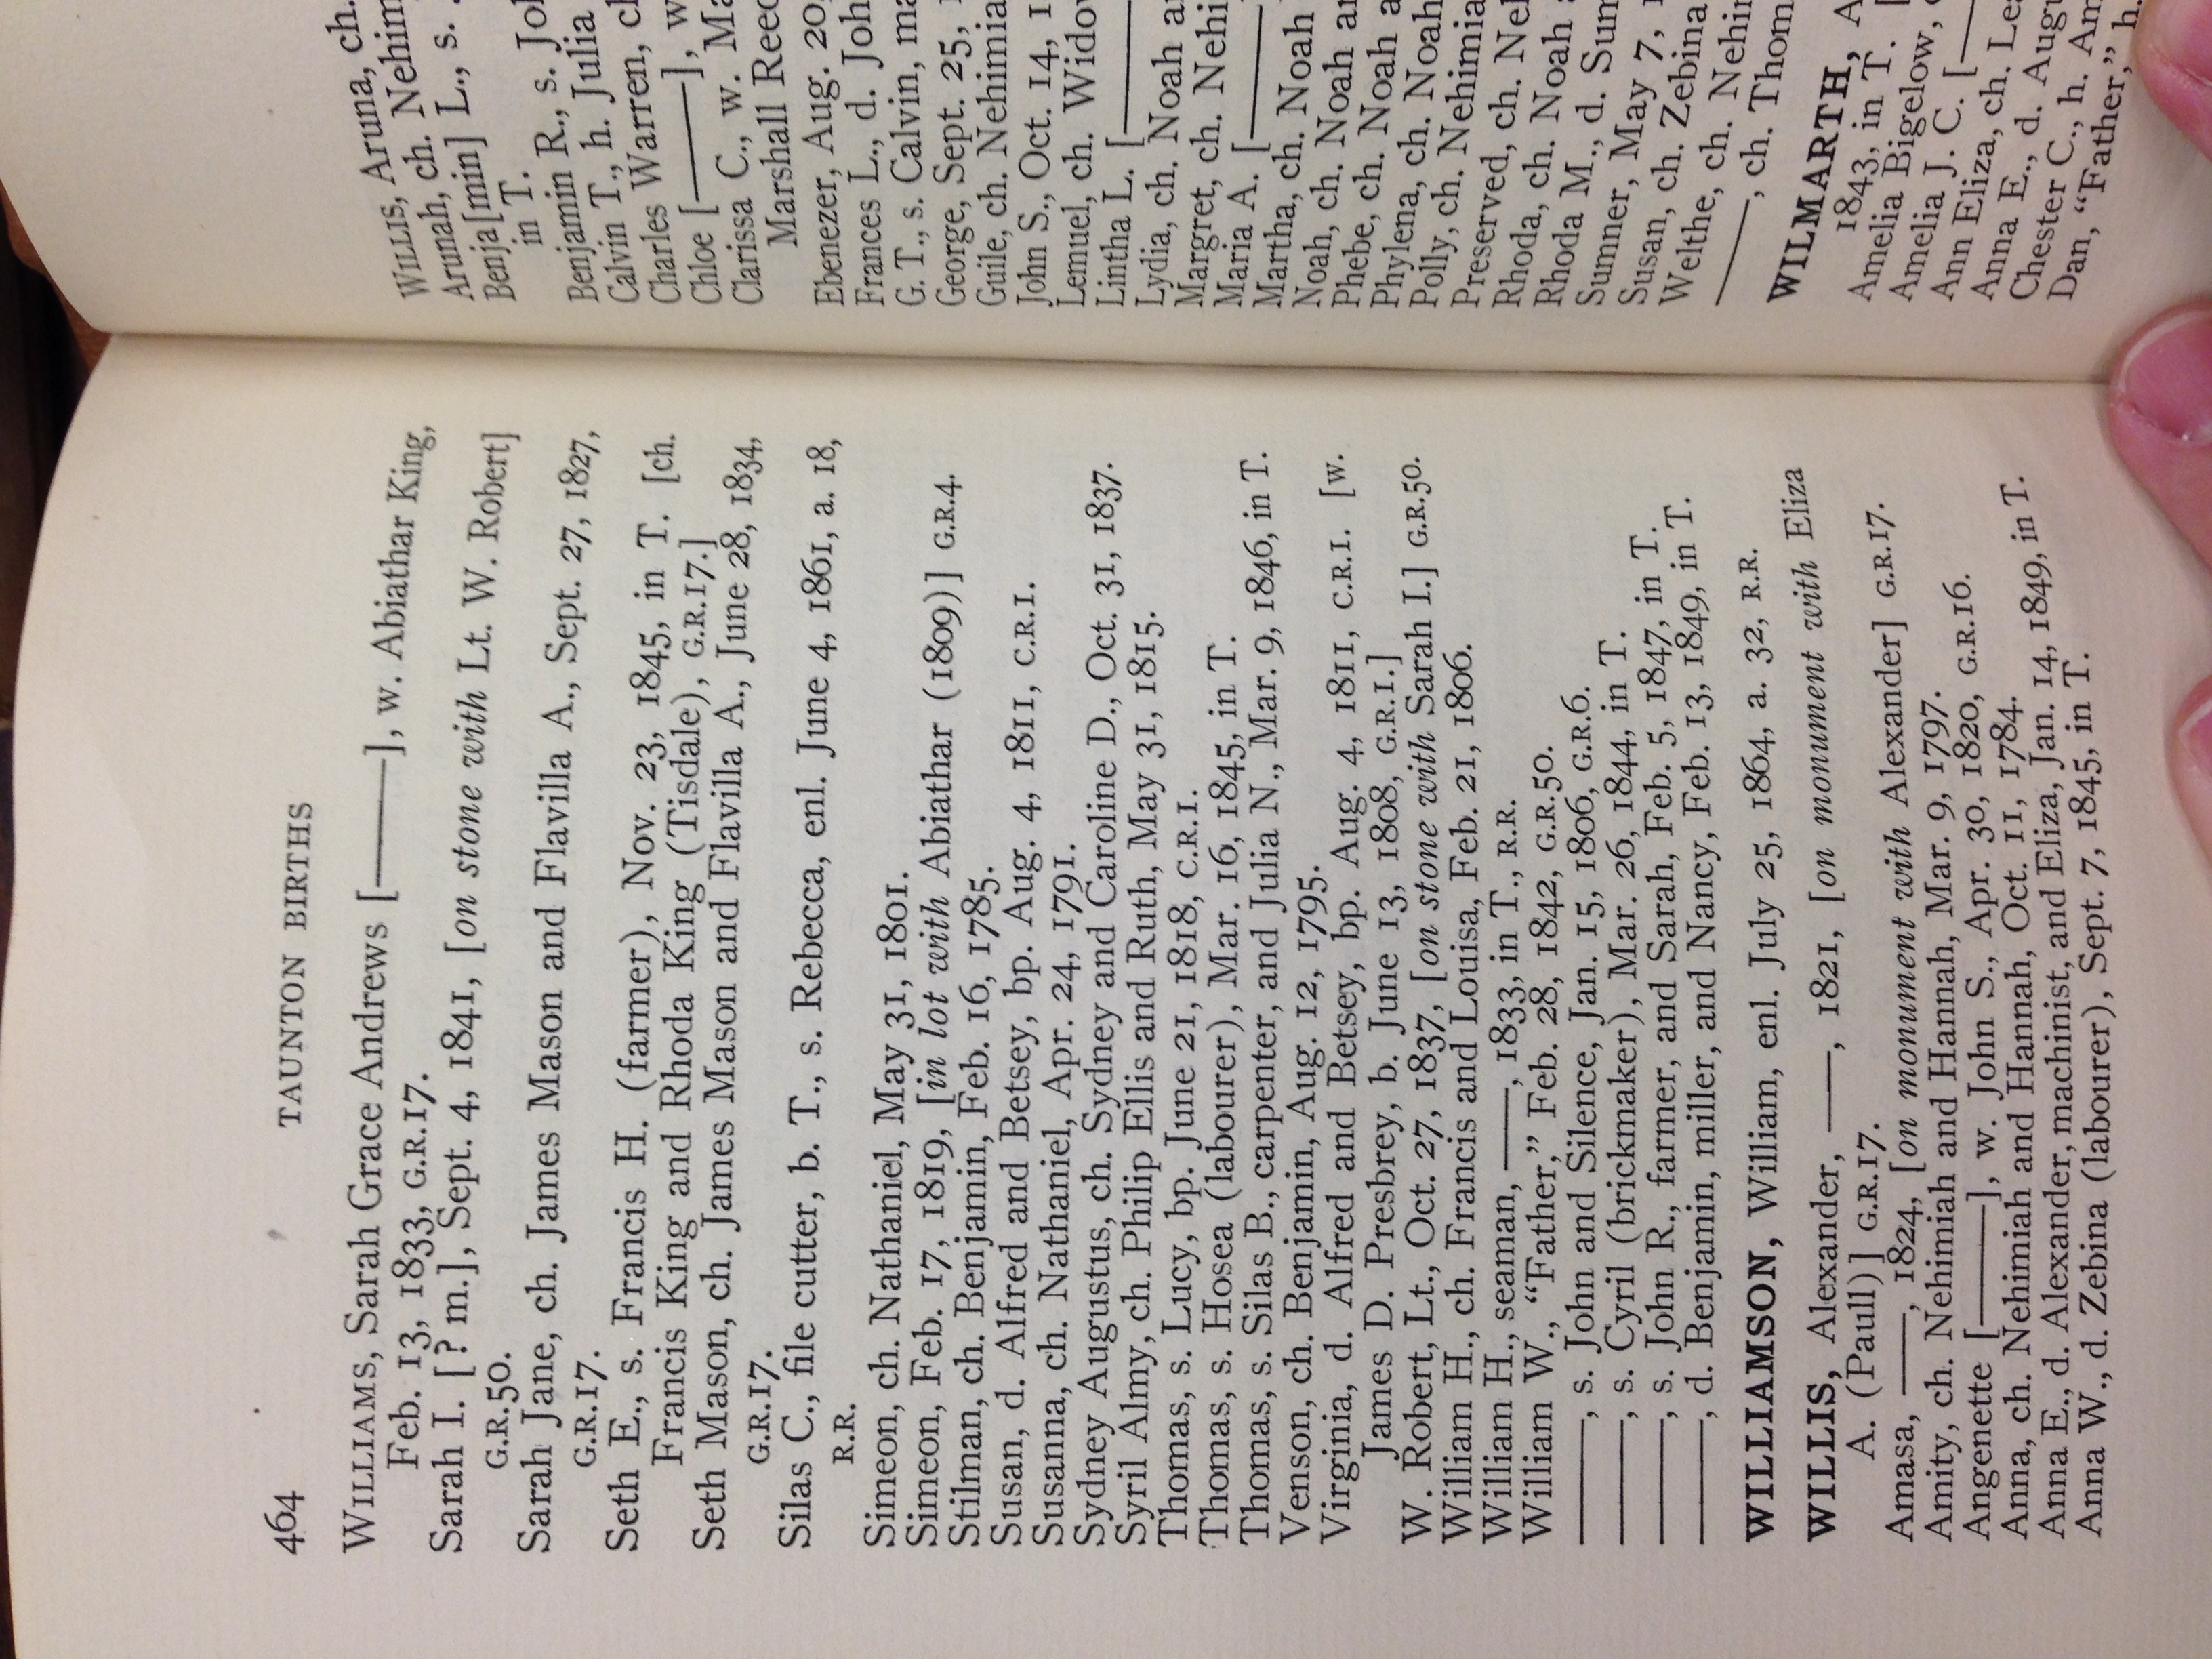 464
TAUNTON BIRTHS
WILLIAMS, Sarah Grace Andrews [———], w. Abiathar King,
Feb. 13, 1833, G.R.17.
Sarah I. [? m.], Sept. 4, 1841, [on stone with Lt. W. Robert]
G.R.50.
Sarah Jane, ch. James Mason and Flavilla A., Sept. 27, 1827,
G.R.17.
Seth E., s. Francis H. (farmer), Nov. 23, 1845, in T. [ch.
Francis King and Rhoda King (Tisdale), G.R.17.]
Seth Mason, ch. James Mason and Flavilla A., June 28, 1834,
G.R.17.
Silas C., file cutter, b. T., s. Rebecca, enl. June 4, 1861, a. 18,
R.R.
Simeon, ch. Nathaniel, May 31, 1801.
Simeon, Feb. 17, 1819, [in lot with Abiathar (1809)] G.R.4.
Stilman, ch. Benjamin, Feb. 16, 1785.
Susan, d. Alfred and Betsey, bp. Aug. 4, 1811, C.R.1.
Susanna, ch. Nathaniel, Apr. 24, 1791.
Sydney Augustus, ch. Sydney and Caroline D., Oct. 31, 1837.
Syril Almy, ch. Philip Ellis and Ruth, May 31, 1815.
Thomas, s. Lucy, bp. June 21, 1818, C.R.1.
Thomas, s. Hosea (labourer), Mar. 16, 1845, in T.
Thomas, s. Silas B., carpenter, and Julia N., Mar. 9, 1846, in T.
Venson, ch. Benjamin, Aug. 12, 1795.
Virginia, d. Alfred and Betsey, bp. Aug. 4, 1811, C.R.1. [w.
James D. Presbrey, b. June 13, 1808, G.R.1.]
W. Robert, Lt., Oct. 27, 1837, [on stone with Sarah I.] G.R.50.
William H., ch. Francis and Louisa, Feb. 21, 1806.
William H., seaman, ———, 1833, in T., R.R.
William W., "Father," Feb. 28, 1842, G.R.50.
———, s. John and Silence, Jan. 15, 1806, G.R.6.
———, s. Cyril (brickmaker), Mar. 26, 1844, in T.
———, s. John R., farmer, and Sarah, Feb. 5, 1847, in T.
———, d. Benjamin, miller, and Nancy, Feb. 13, 1849, in T.
WILLIAMSON, William, enl. July 25, 1864, a. 32, R.R.
WILLIS, Alexander, ———, 1821, [on monument with Eliza
A. (Paull)] G.R.17.
Amasa, ———, 1824, [on monument with Alexander] G.R.17.
Amity, ch. Nehimiah and Hannah, Mar. 9, 1797.
Angenette [———], w. John S., Apr. 30, 1820, G.R.16.
Anna, ch. Nehimiah and Hannah, Oct. 11, 1784.
Anna E., d. Alexander, machinist, and Eliza, Jan. 14, 1849, in T.
Anna W., d. Zebina (labourer), Sept. 7, 1845, in T.
WILLIS, Aruna, ch.
Arunah, ch. Nehim
Benja[min] L., s.
in T.
Benjamin R., s. Jo
Calvin T., h. Julia
Charles Warren, c
Chloe [———], w
Clarissa C., w. Ma
Marshall Reed
Ebenezer, Aug. 20,
Frances L., d. Joh
G. T., s. Calvin, ma
George, Sept. 25,
Guile, ch. Nehimia
John S., Oct. 14, 1
Lemuel, ch. Widow
Lintha L. [———
Lydia, ch. Noah a
Margret, ch. Nehi
Maria A. [———
Martha, ch. Noah
Noah, ch. Noah an
Phebe, ch. Noah a
Phylena, ch. Noah
Polly, ch. Nehimia
Preserved, ch. Neh
Rhoda, ch. Noah a
Rhoda M., d. Sum
Sumner, May 7,
Susan, ch. Zebina
Welthe, ch. Nehim
———, ch. Thom
WILMARTH, A
1843, in T.
Amelia Bigelow,
Amelia J. C. [———
Ann Eliza, ch. Le
Anna E., d. Augu
Chester C., h. Am
Dan, "Father," h.